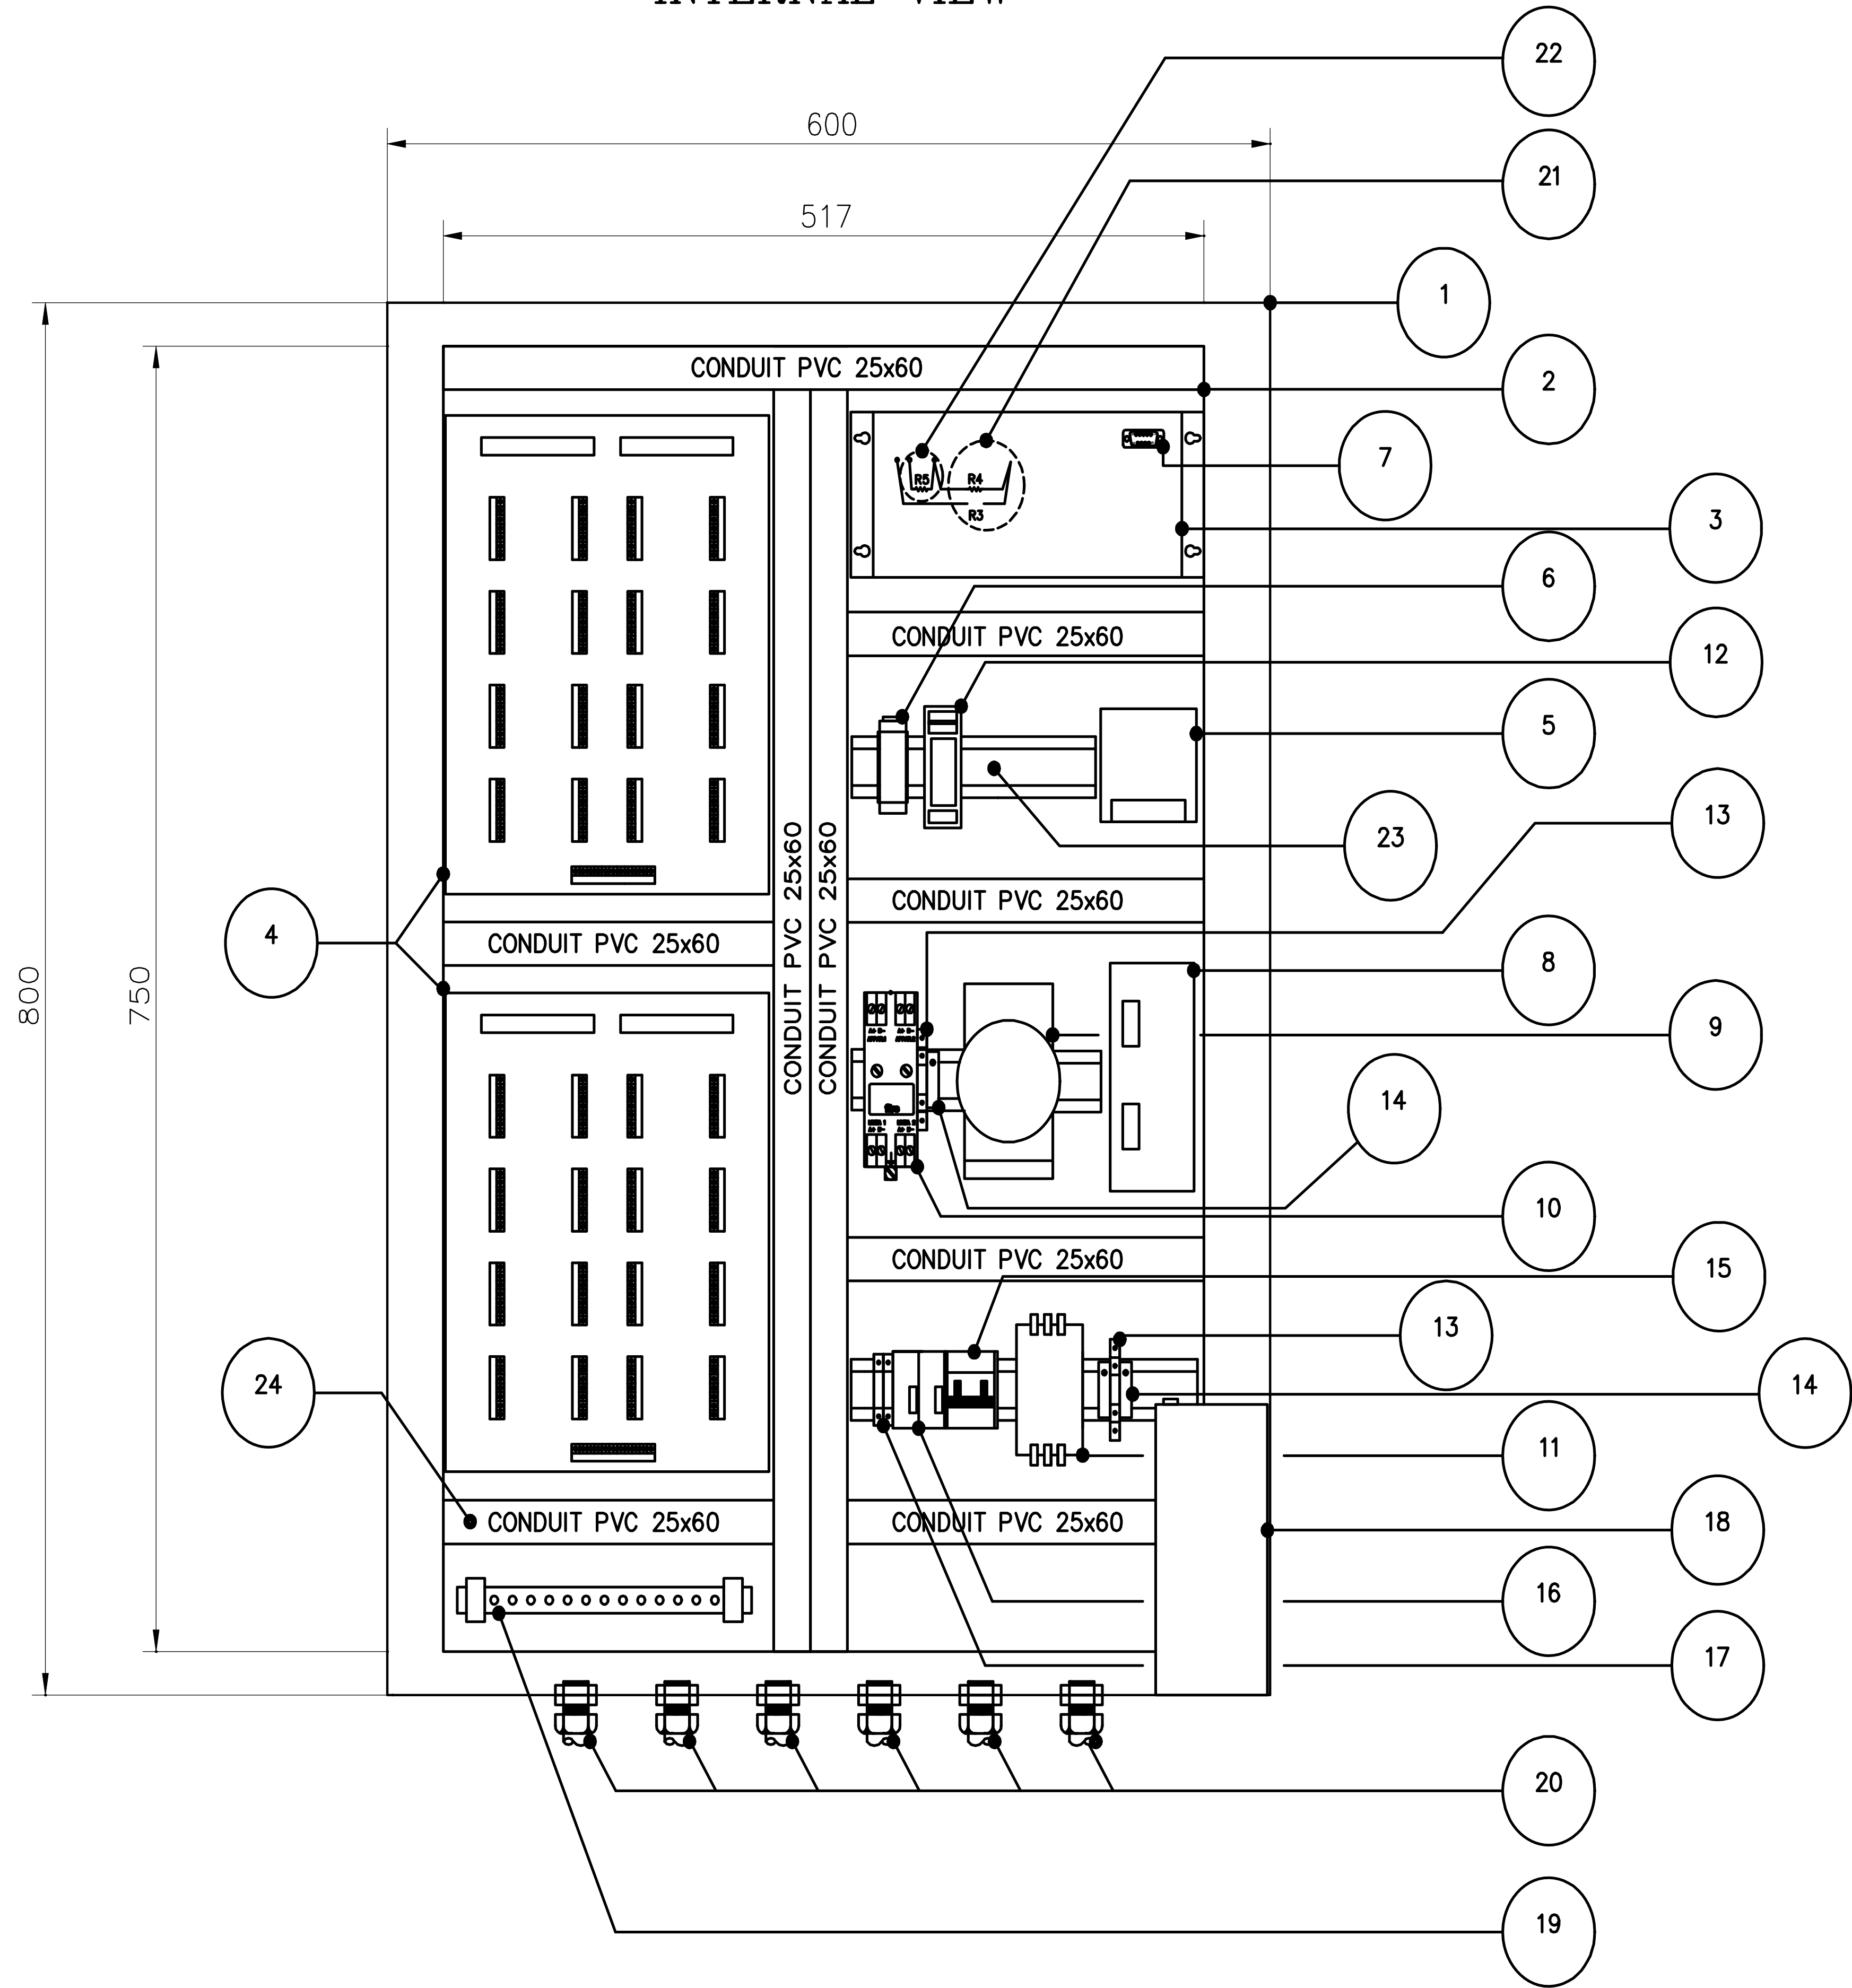 INTERNAL VIEW
22
600
21
517
1
CONDUIT PVC 25x60
2
7
R5
R4
R3
3
6
CONDUIT PVC 25x60
12
5
13
23
CONDUIT PVC 25x60
CONDUIT PVC 25x60
CONDUIT PVC 25x60
4
CONDUIT PVC 25x60
8
800
750
9
A+ B-
A+ B-
14
A+ B-
A+ B-
10
CONDUIT PVC 25x60
15
13
24
14
11
CONDUIT PVC 25x60
CONDUIT PVC 25x60
18
16
17
20
19